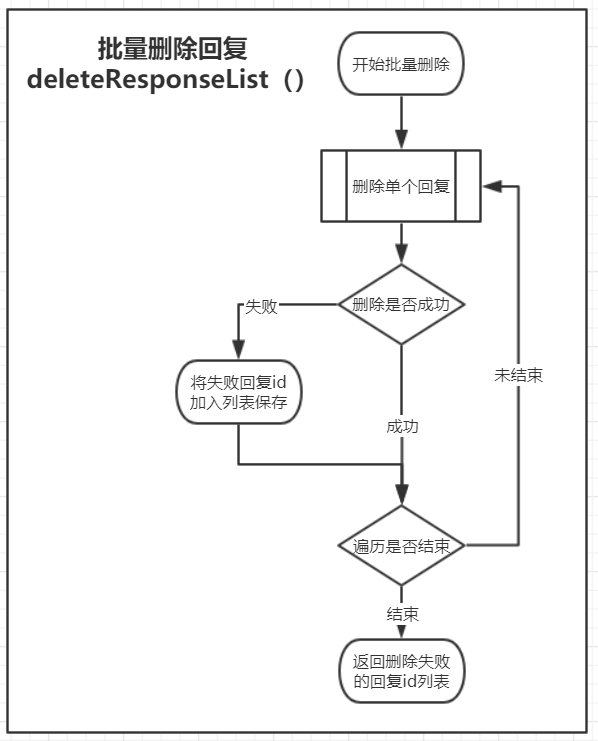 批量删除回复
deleteResponseList（）
开始批量删除
删除单个回复
删除是否成功
失败
将失败回复id
加入列表保存
未结束
成功
遍历是否结束
结束
返回删除失败
的回复id列表